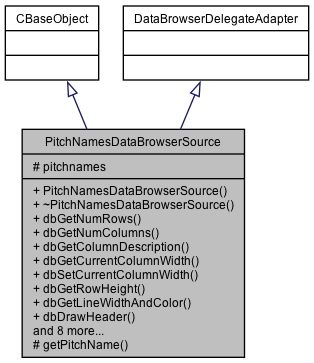 CBaseObject
DataBrowserDelegateAdapter
PitchNamesDataBrowserSource
# pitchnames
+ PitchNamesDataBrowserSource()
+ ~PitchNamesDataBrowserSource()
+ dbGetNumRows()
+ dbGetNumColumns()
+ dbGetColumnDescription()
+ dbGetCurrentColumnWidth()
+ dbSetCurrentColumnWidth()
+ dbGetRowHeight()
+ dbGetLineWidthAndColor()
+ dbDrawHeader()
and 8 more...
# getPitchName()